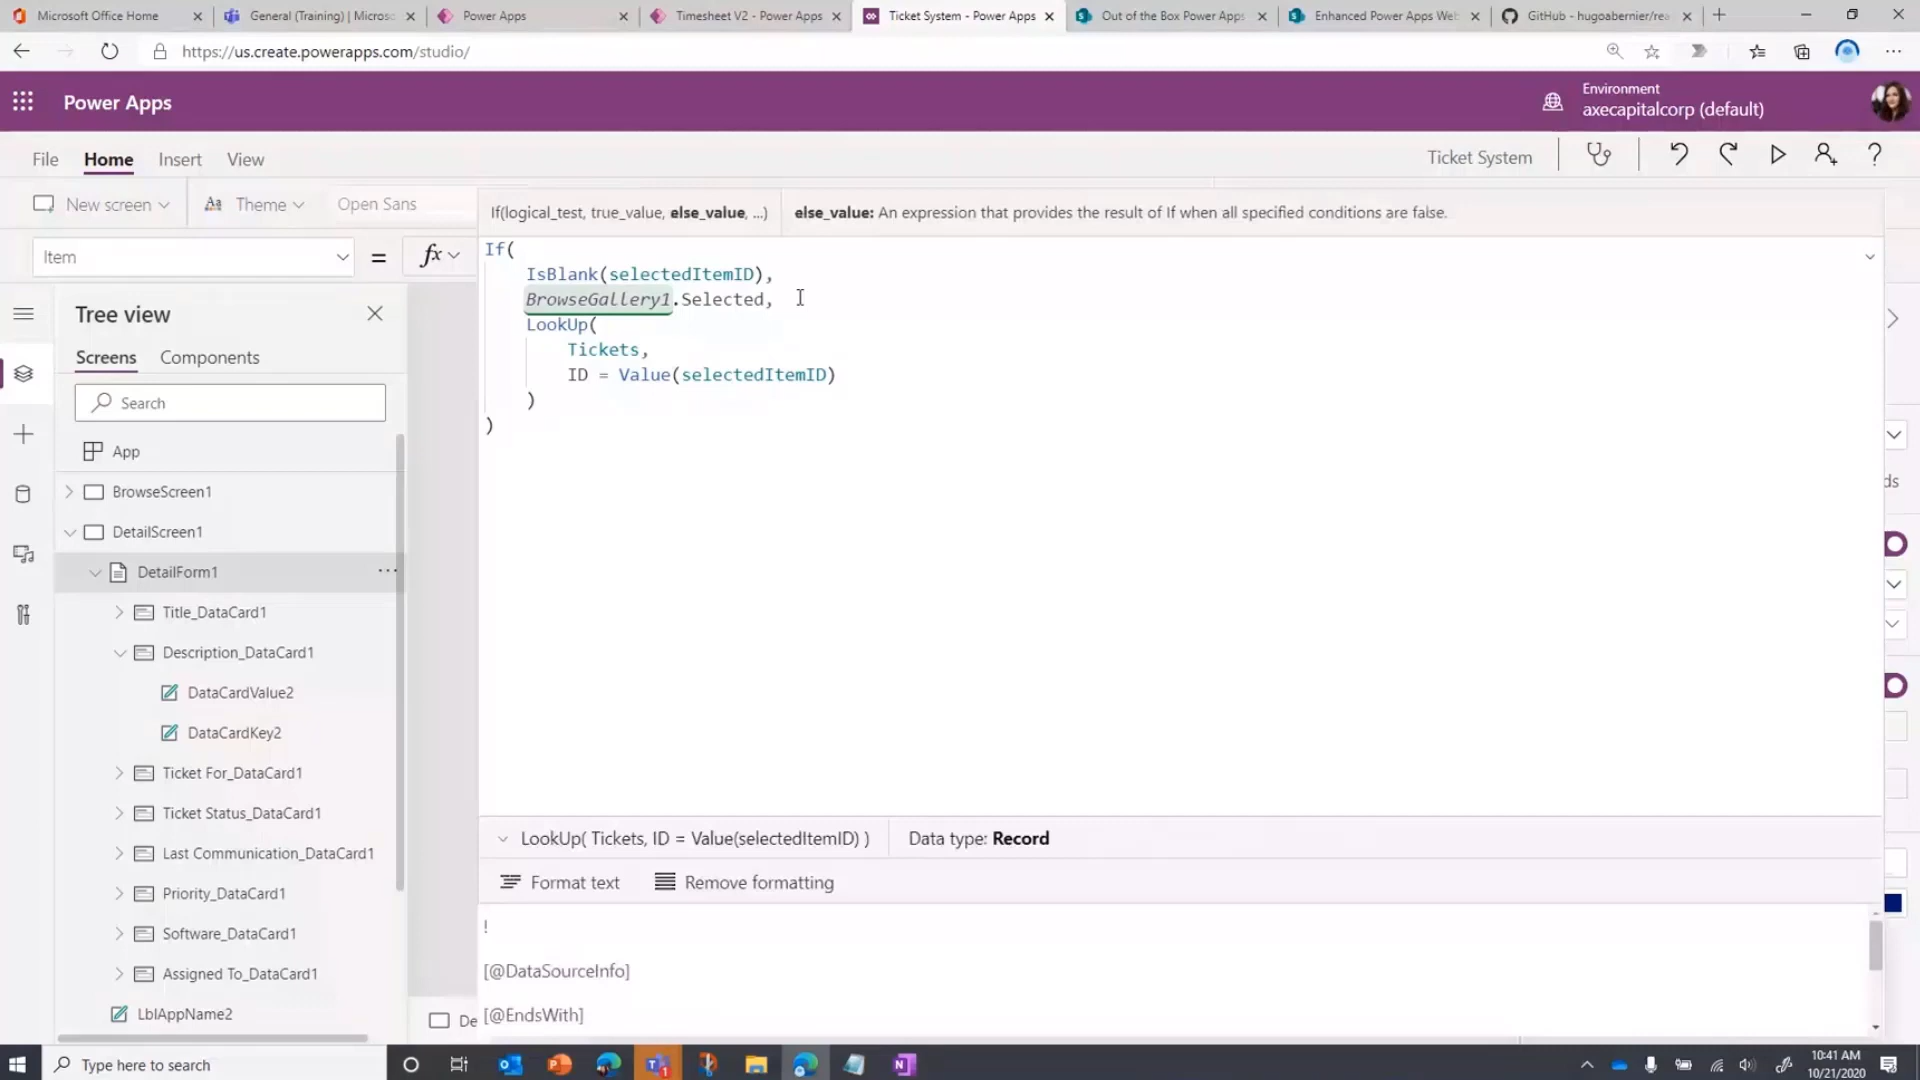 Microsoft Office Home
General (Training) | Microsc
Power Apps
Timesheet V2 - Power Apps
Ticket System - Power Apps
Out of the Box Power Apps
Enhanced Power Apps Web
GitHub - hugoabernier/rea
https://us.create.powerapps.com/studio/
Power Apps
Environment
axecapitalcorp (default)
File
Home
Insert
View
Ticket System
New screen
Theme
Open Sans
If(logical_test, true_value, else_value, ...)
else_value: An expression that provides the result of If when all specified conditions are false.
Item
=
fx
If(
IsBlank(selectedItemID),
BrowseGallery1.Selected,
LookUp(
Tickets,
ID = Value(selectedItemID)
)
)
Tree view
Screens
Components
Search
App
BrowseScreen1
DetailScreen1
DetailForm1
Title_DataCard1
Description_DataCard1
DataCardValue2
DataCardKey2
Ticket For_DataCard1
Ticket Status_DataCard1
Last Communication_DataCard1
Priority_DataCard1
Software_DataCard1
Assigned To_DataCard1
LblAppName2
ds
LookUp( Tickets, ID = Value(selectedItemID) )
Data type: Record
Format text
Remove formatting
!
[@DataSourceInfo]
De
[@EndsWith]
Type here to search
10:41 AM
10/21/2020